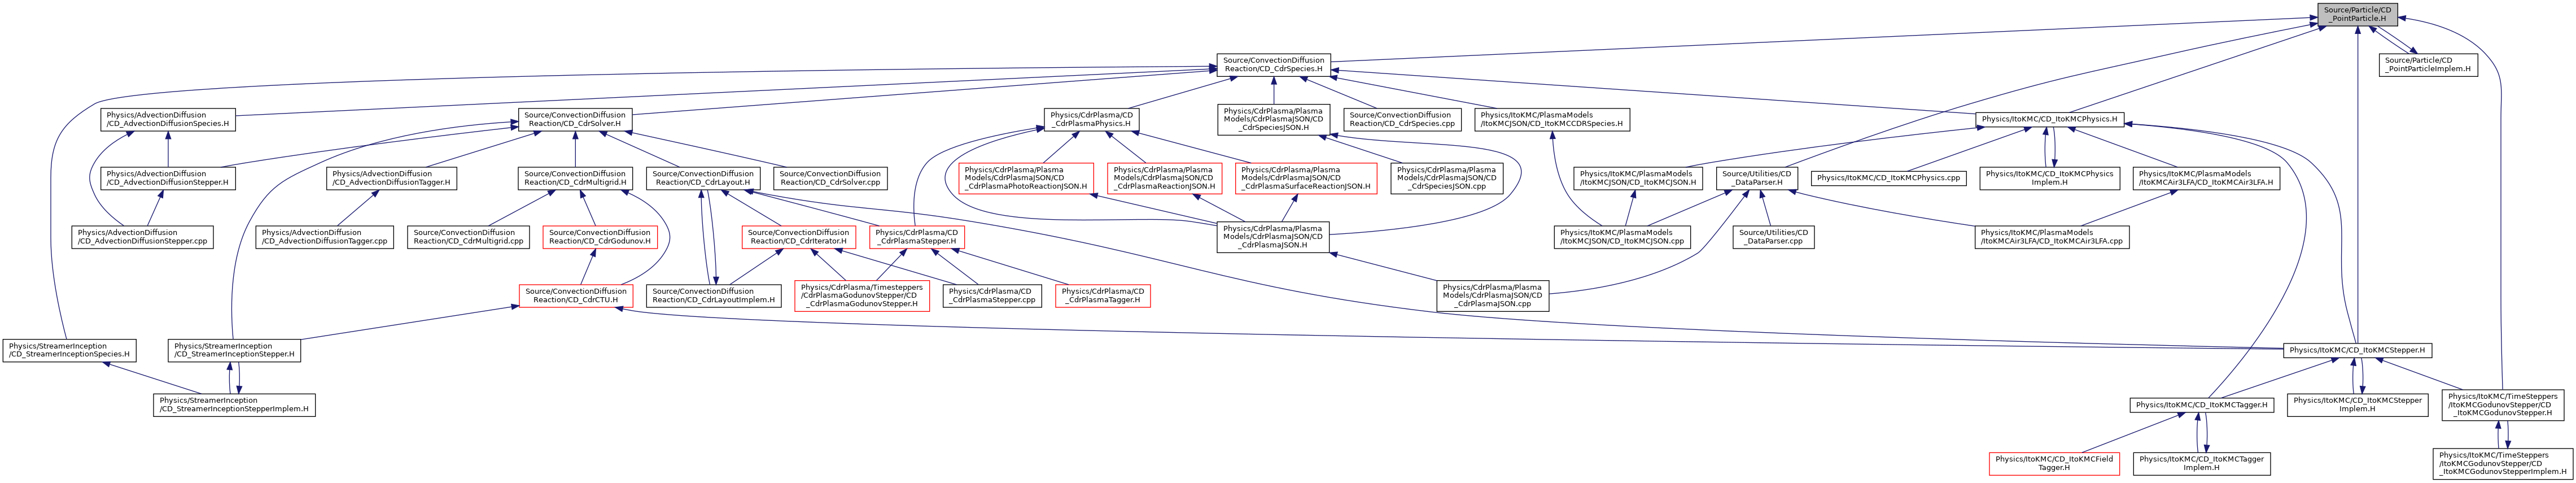 Source/Particle/CD
_PointParticle.H
Source/ConvectionDiffusion
Reaction/CD_CdrSpecies.H
Source/Particle/CD
_PointParticleImplem.H
Physics/AdvectionDiffusion
/CD_AdvectionDiffusionSpecies.H
Source/ConvectionDiffusion
Reaction/CD_CdrSolver.H
Physics/CdrPlasma/CD
_CdrPlasmaPhysics.H
Physics/CdrPlasma/Plasma
Models/CdrPlasmaJSON/CD
_CdrSpeciesJSON.H
Source/ConvectionDiffusion
Reaction/CD_CdrSpecies.cpp
Physics/ItoKMC/PlasmaModels
/ItoKMCJSON/CD_ItoKMCCDRSpecies.H
Physics/ItoKMC/CD_ItoKMCPhysics.H
Physics/AdvectionDiffusion
/CD_AdvectionDiffusionStepper.H
Physics/AdvectionDiffusion
/CD_AdvectionDiffusionTagger.H
Source/ConvectionDiffusion
Reaction/CD_CdrMultigrid.H
Source/ConvectionDiffusion
Reaction/CD_CdrLayout.H
Source/ConvectionDiffusion
Reaction/CD_CdrSolver.cpp
Physics/CdrPlasma/Plasma
Models/CdrPlasmaJSON/CD
_CdrPlasmaPhotoReactionJSON.H
Physics/CdrPlasma/Plasma
Models/CdrPlasmaJSON/CD
_CdrPlasmaReactionJSON.H
Physics/CdrPlasma/Plasma
Models/CdrPlasmaJSON/CD
_CdrPlasmaSurfaceReactionJSON.H
Physics/CdrPlasma/Plasma
Models/CdrPlasmaJSON/CD
_CdrSpeciesJSON.cpp
Physics/ItoKMC/PlasmaModels
/ItoKMCJSON/CD_ItoKMCJSON.H
Source/Utilities/CD
_DataParser.H
Physics/ItoKMC/CD_ItoKMCPhysics.cpp
Physics/ItoKMC/CD_ItoKMCPhysics
Implem.H
Physics/ItoKMC/PlasmaModels
/ItoKMCAir3LFA/CD_ItoKMCAir3LFA.H
Physics/AdvectionDiffusion
/CD_AdvectionDiffusionStepper.cpp
Physics/AdvectionDiffusion
/CD_AdvectionDiffusionTagger.cpp
Source/ConvectionDiffusion
Reaction/CD_CdrMultigrid.cpp
Source/ConvectionDiffusion
Reaction/CD_CdrGodunov.H
Source/ConvectionDiffusion
Reaction/CD_CdrIterator.H
Physics/CdrPlasma/CD
_CdrPlasmaStepper.H
Physics/CdrPlasma/Plasma
Models/CdrPlasmaJSON/CD
_CdrPlasmaJSON.H
Physics/ItoKMC/PlasmaModels
/ItoKMCJSON/CD_ItoKMCJSON.cpp
Source/Utilities/CD
_DataParser.cpp
Physics/ItoKMC/PlasmaModels
/ItoKMCAir3LFA/CD_ItoKMCAir3LFA.cpp
Source/ConvectionDiffusion
Reaction/CD_CdrCTU.H
Source/ConvectionDiffusion
Reaction/CD_CdrLayoutImplem.H
Physics/CdrPlasma/Timesteppers
/CdrPlasmaGodunovStepper/CD
_CdrPlasmaGodunovStepper.H
Physics/CdrPlasma/CD
_CdrPlasmaStepper.cpp
Physics/CdrPlasma/CD
_CdrPlasmaTagger.H
Physics/CdrPlasma/Plasma
Models/CdrPlasmaJSON/CD
_CdrPlasmaJSON.cpp
Physics/StreamerInception
/CD_StreamerInceptionSpecies.H
Physics/StreamerInception
/CD_StreamerInceptionStepper.H
Physics/ItoKMC/CD_ItoKMCStepper.H
Physics/StreamerInception
/CD_StreamerInceptionStepperImplem.H
Physics/ItoKMC/CD_ItoKMCTagger.H
Physics/ItoKMC/CD_ItoKMCStepper
Implem.H
Physics/ItoKMC/TimeSteppers
/ItoKMCGodunovStepper/CD
_ItoKMCGodunovStepper.H
Physics/ItoKMC/CD_ItoKMCField
Tagger.H
Physics/ItoKMC/CD_ItoKMCTagger
Implem.H
Physics/ItoKMC/TimeSteppers
/ItoKMCGodunovStepper/CD
_ItoKMCGodunovStepperImplem.H